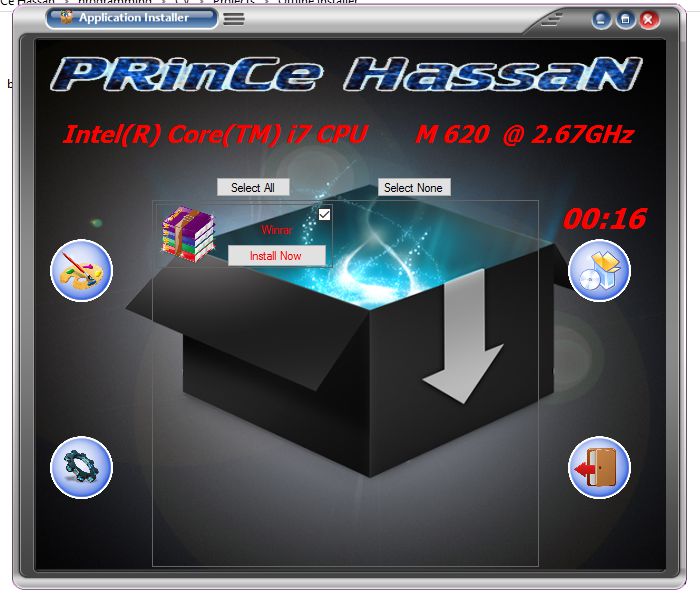 Application Installer
PRinCe HassaN
Intel(R) Core(TM) i7 CPU M 620 @ 2.67GHz
Select All
Select None
00:16
Winrar
Install Now